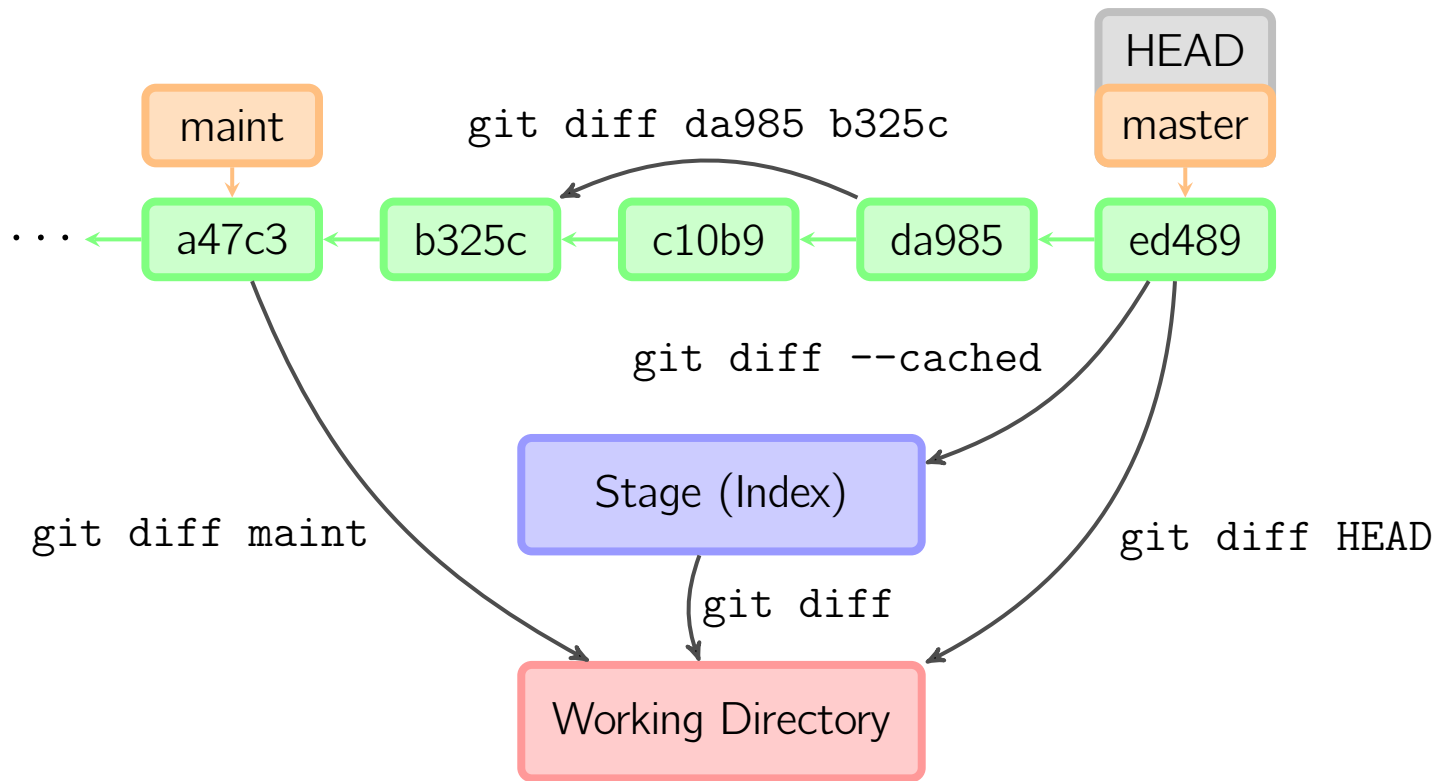 HEAD
maint
git diff da985 b325c
master
...
a47c3
b325c
c10b9
da985
ed489
git diff --cached
Stage (Index)
git diff maint
git diff HEAD
git diff
Working Directory